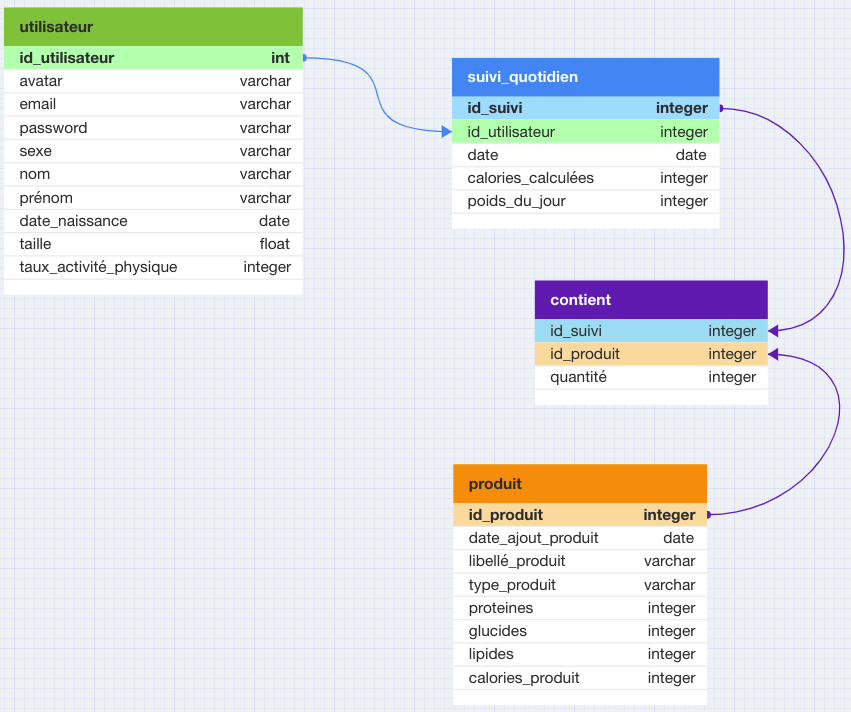 utilisateur
id_utilisateur int
avatar varchar
email varchar
password varchar
sexe varchar
nom varchar
prénom varchar
date_naissance date
taille float
taux_activité_physique integer
suivi_quotidien
id_suivi integer
id_utilisateur integer
date date
calories_calculées integer
poids_du_jour integer
contient
id_suivi integer
id_produit integer
quantité integer
produit
id_produit integer
date_ajout_produit date
libellé_produit varchar
type_produit varchar
proteines integer
glucides integer
lipides integer
calories_produit integer